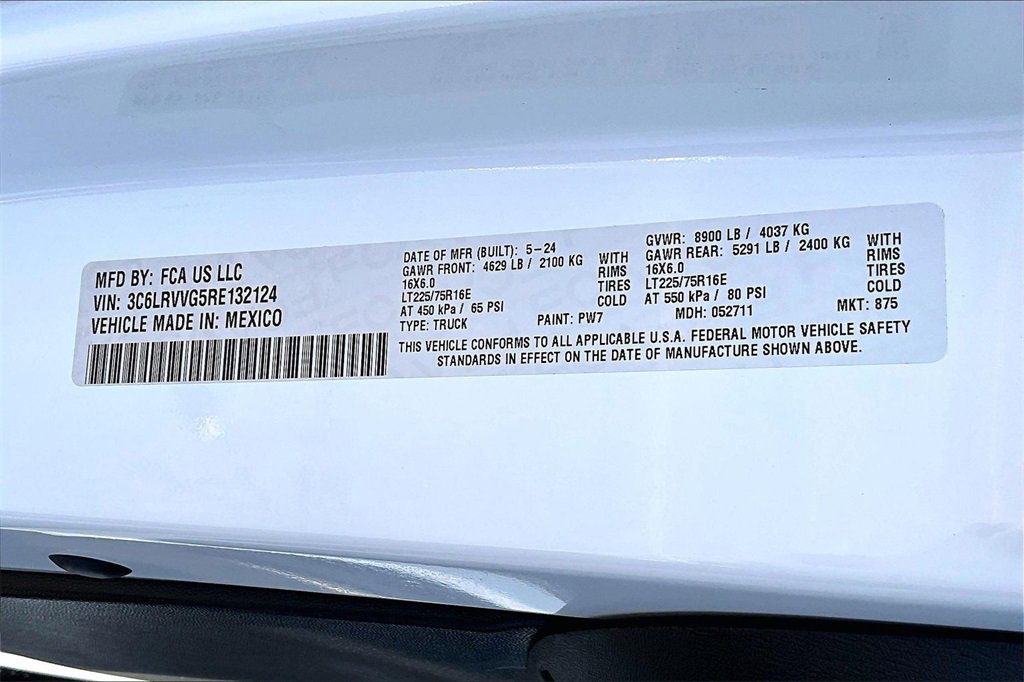 MFD BY: FCA US LLC
VIN: 3C6LRVVG5RE132124
VEHICLE MADE IN: MEXICO
DATE OF MFR (BUILT): 5-24
GAWR FRONT: 4629 LB / 2100 KG WITH
16X6.0 RIMS
LT225/75R16E TIRES
AT 450 kPa / 65 PSI COLD
TYPE: TRUCK PAINT: PW7
GVWR: 8900 LB / 4037 KG
GAWR REAR: 5291 LB / 2400 KG WITH
16X6.0 RIMS
LT225/75R16E TIRES
AT 550 kPa / 80 PSI COLD
MDH: 052711 MKT: 875
THIS VEHICLE CONFORMS TO ALL APPLICABLE U.S.A. FEDERAL MOTOR VEHICLE SAFETY
STANDARDS IN EFFECT ON THE DATE OF MANUFACTURE SHOWN ABOVE.